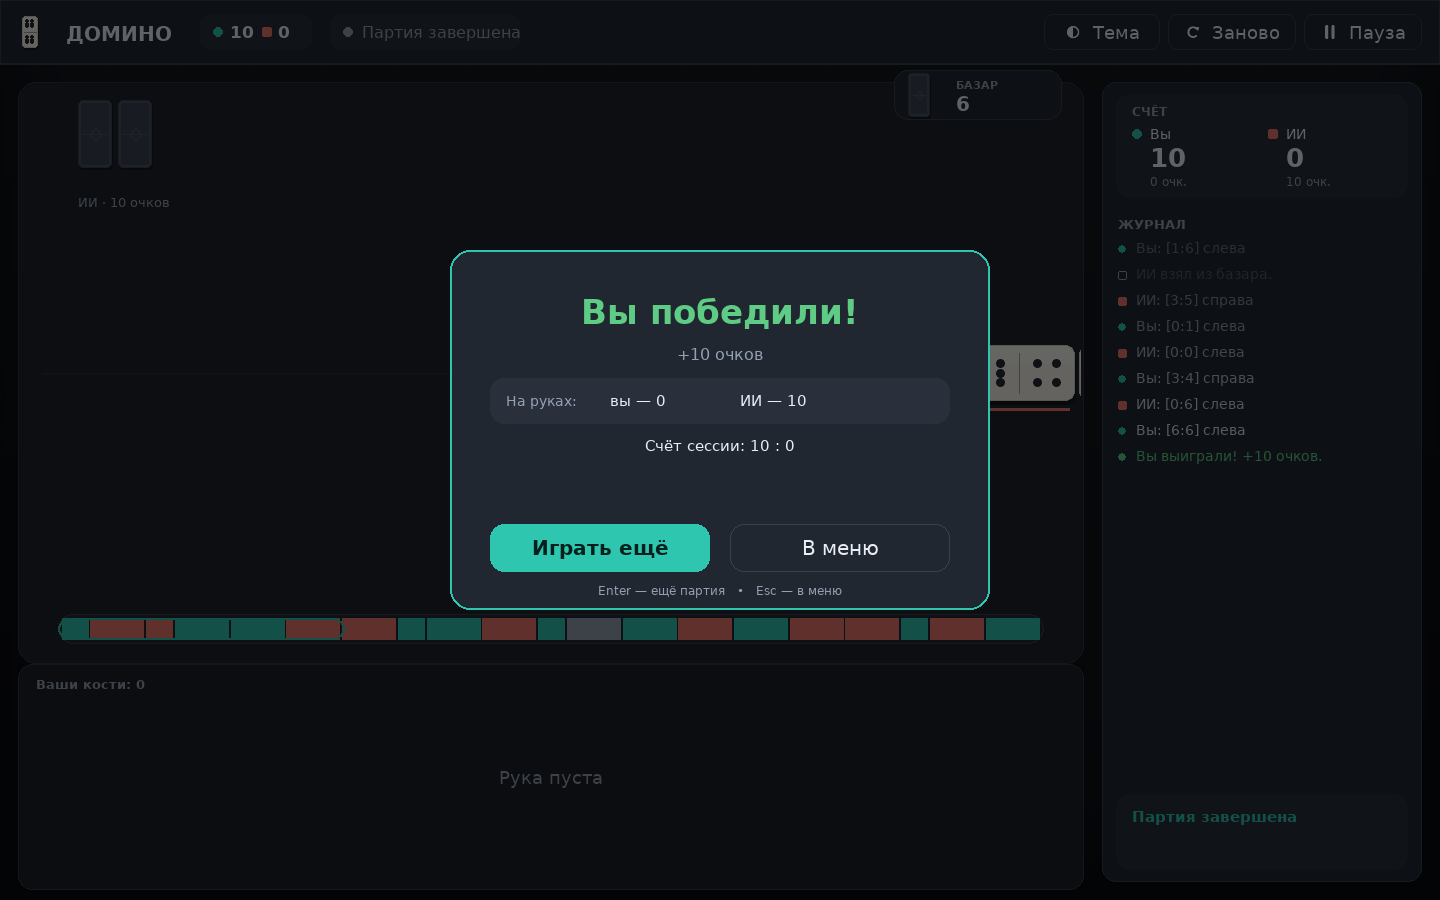 ДОМИНО
10 0
Партия завершена
Тема
Заново
Пауза
БАЗАР
6
ИИ · 10 очков
СЧЁТ
Вы
ИИ
10
0
0 очк.
10 очк.
ЖУРНАЛ
Вы: [1:6] слева
ИИ взял из базара.
ИИ: [3:5] справа
Вы: [0:1] слева
ИИ: [0:0] слева
Вы: [3:4] справа
ИИ: [0:6] слева
Вы: [6:6] слева
Вы выиграли! +10 очков.
Вы победили!
+10 очков
На руках: вы — 0 ИИ — 10
Счёт сессии: 10 : 0
Играть ещё
В меню
Enter — ещё партия • Esc — в меню
Ваши кости: 0
Рука пуста
Партия завершена